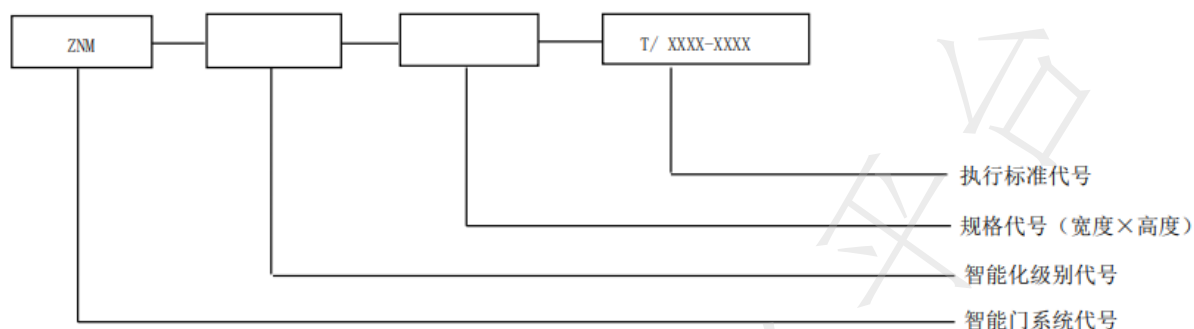 ZNM
T/ XXXX-XXXX
执行标准代号
规格代号（宽度×高度）
智能化级别代号
智能门系统代号